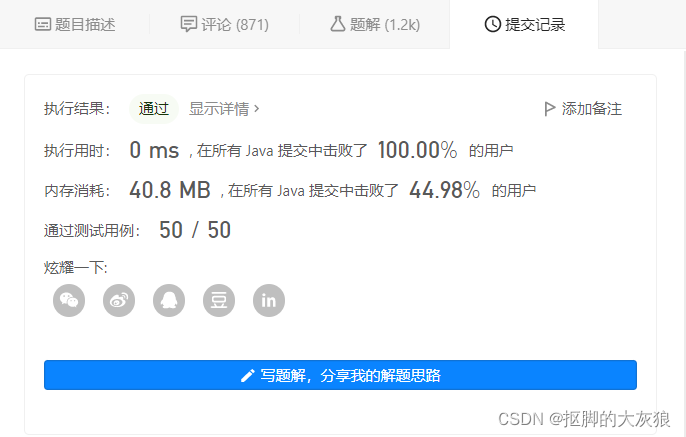 题目描述 评论 (871) 题解 (1.2k) 提交记录
执行结果： 通过 显示详情 > 添加备注
执行用时： 0 ms , 在所有 Java 提交中击败了 100.00% 的用户
内存消耗： 40.8 MB , 在所有 Java 提交中击败了 44.98% 的用户
通过测试用例： 50 / 50
炫耀一下:
豆 in
写题解，分享我的解题思路
CSDN @抠脚的大灰狼